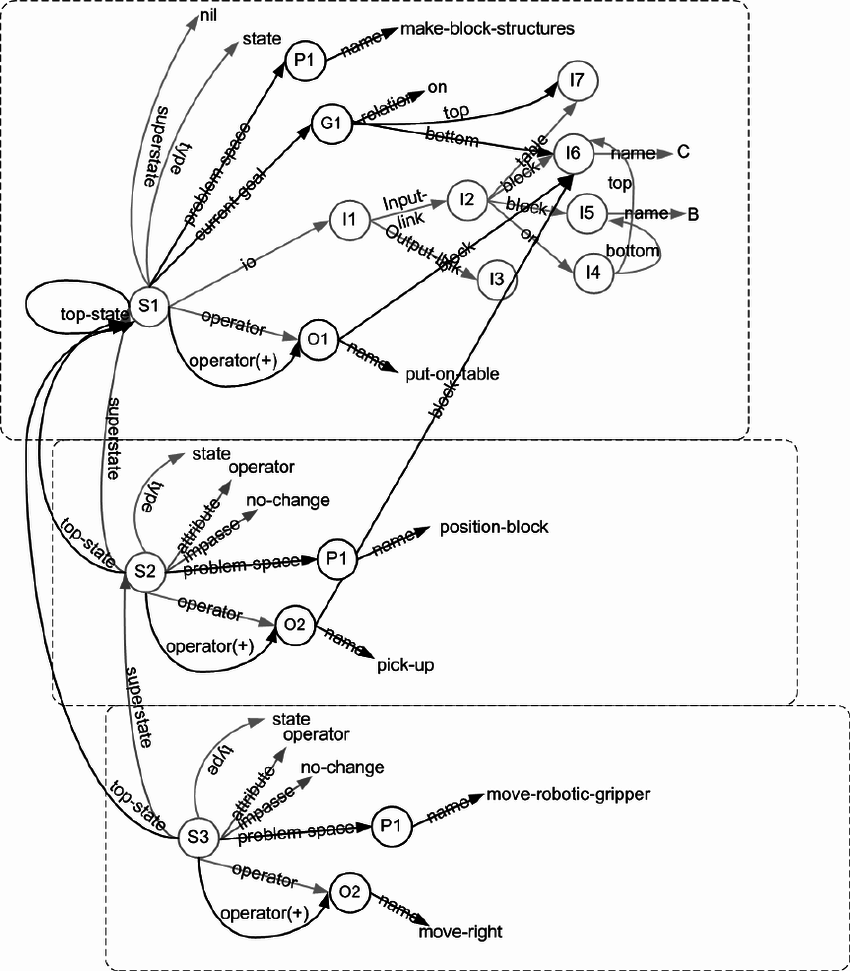 nil
state
superstate
type
P1
name
make-block-structures
problem-space
current-goal
G1
relation
on
top
bottom
I7
table
I6
name
C
block
Input-
link
I2
top
I1
block
I5
name
B
on
bottom
Output-link
I3
I4
io
block
S1
top-state
operator
O1
operator(+)
name
put-on-table
block
superstate
state
operator
type
attribute
no-change
impasse
top-state
S2
problem-space
P1
name
position-block
operator
O2
operator(+)
name
pick-up
superstate
state
operator
type
attribute
no-change
impasse
top-state
S3
problem-space
P1
name
move-robotic-gripper
operator
O2
operator(+)
name
move-right